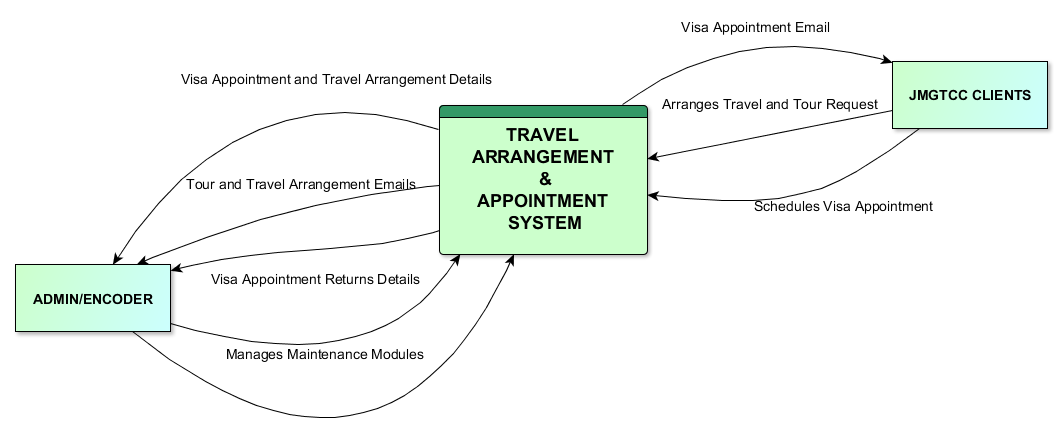 Visa Appointment Email
Visa Appointment and Travel Arrangement Details
JMGTCC CLIENTS
Arranges Travel and Tour Request
TRAVEL
ARRANGEMENT
&
APPOINTMENT
SYSTEM
Tour and Travel Arrangement Emails
Schedules Visa Appointment
Visa Appointment Returns Details
ADMIN/ENCODER
Manages Maintenance Modules